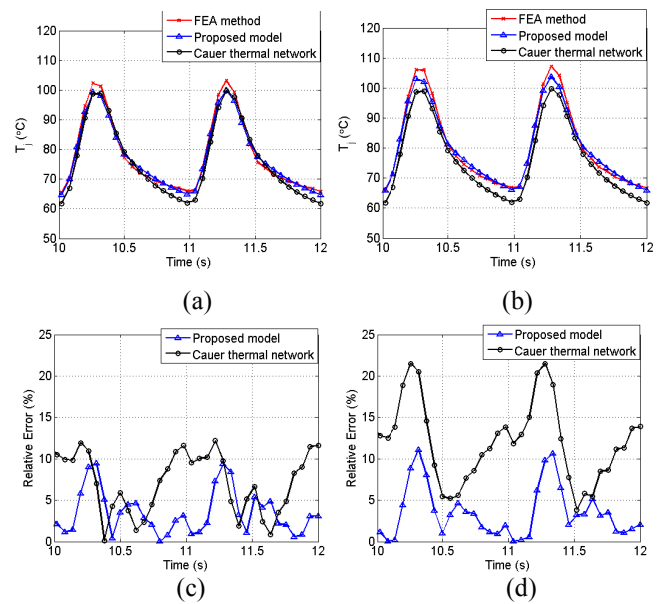 FEA method
Proposed model
Cauer thermal network
120
110
100
90
80
70
60
50
T_j (°C)
10 10.5 11 11.5 12
Time (s)
(a)
FEA method
Proposed model
Cauer thermal network
120
110
100
90
80
70
60
50
T_j (°C)
10 10.5 11 11.5 12
Time (s)
(b)
Proposed model
Cauer thermal network
25
20
15
10
5
0
Relative Error (%)
10 10.5 11 11.5 12
Time (s)
(c)
Proposed model
Cauer thermal network
25
20
15
10
5
0
Relative Error (%)
10 10.5 11 11.5 12
Time (s)
(d)